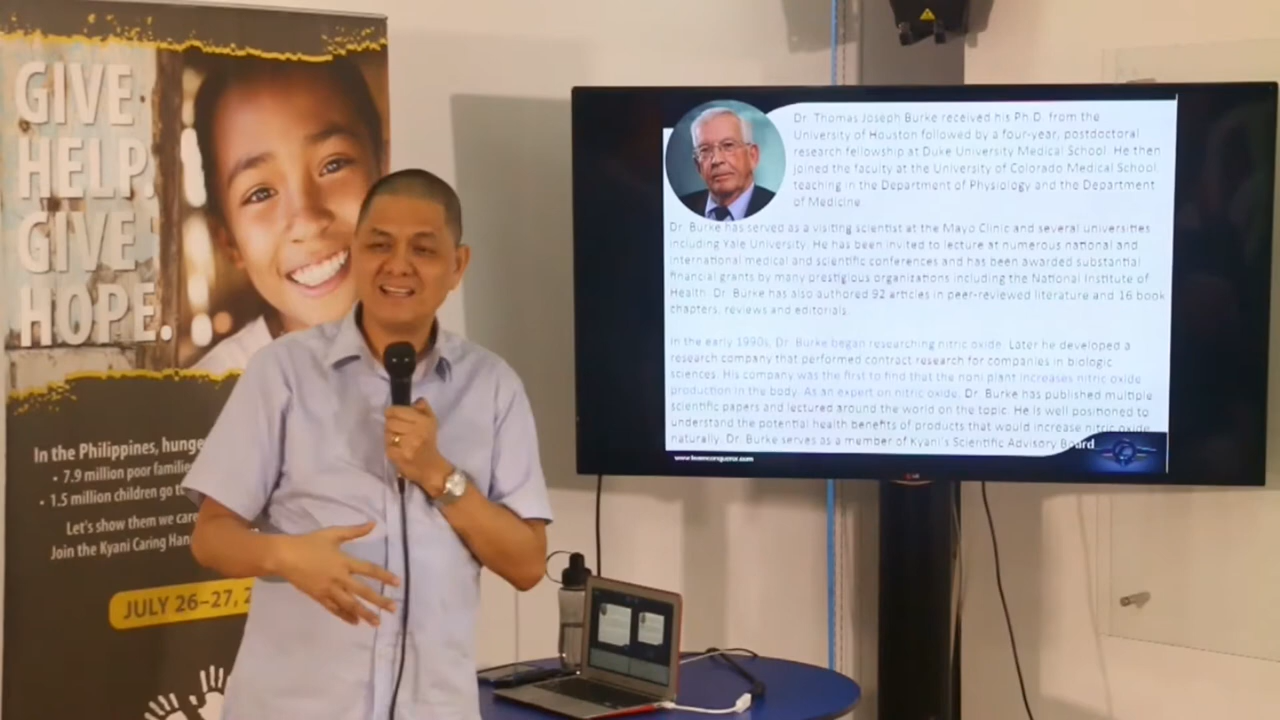 GIVE
HELP.
GIVE
HOPE.
In the Philippines, hunge
• 7.9 million poor familie
• 1.5 million children go t
Let's show them we care
Join the Kyani Caring Han
JULY 26–27, 2
Dr. Thomas Joseph Burke received his Ph.D. from the
University of Houston followed by a four-year, postdoctoral
research fellowship at Duke University Medical School. He then
joined the faculty at the University of Colorado Medical School,
teaching in the Department of Physiology and the Department
of Medicine.
Dr. Burke has served as a visiting scientist at the Mayo Clinic and several universities
including Yale University. He has been invited to lecture at numerous national and
international medical and scientific conferences and has been awarded substantial
financial grants by many prestigious organizations including the National Institute of
Health. Dr. Burke has also authored 92 articles in peer-reviewed literature and 16 book
chapters, reviews and editorials.
In the early 1990s, Dr. Burke began researching nitric oxide. Later he developed a
research company that performed contract research for companies in biologic
sciences. His company was the first to find that the noni plant increases nitric oxide
production in the body. As an expert on nitric oxide, Dr. Burke has published multiple
scientific papers and lectured around the world on the topic. He is well positioned to
understand the potential health benefits of products that would increase nitric oxide
naturally. Dr. Burke serves as a member of Kyani's Scientific Advisory Board
www.teamconqueror.com
LG